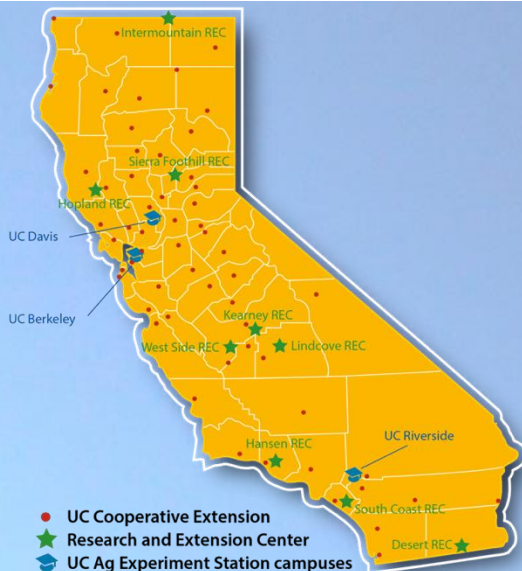 Intermountain REC
Sierra Foothill REC
Hopland REC
UC Davis
UC Berkeley
Kearney REC
West Side REC
Lindcove REC
Hansen REC
UC Riverside
South Coast REC
Desert REC
UC Cooperative Extension
Research and Extension Center
UC Ag Experiment Station campuses